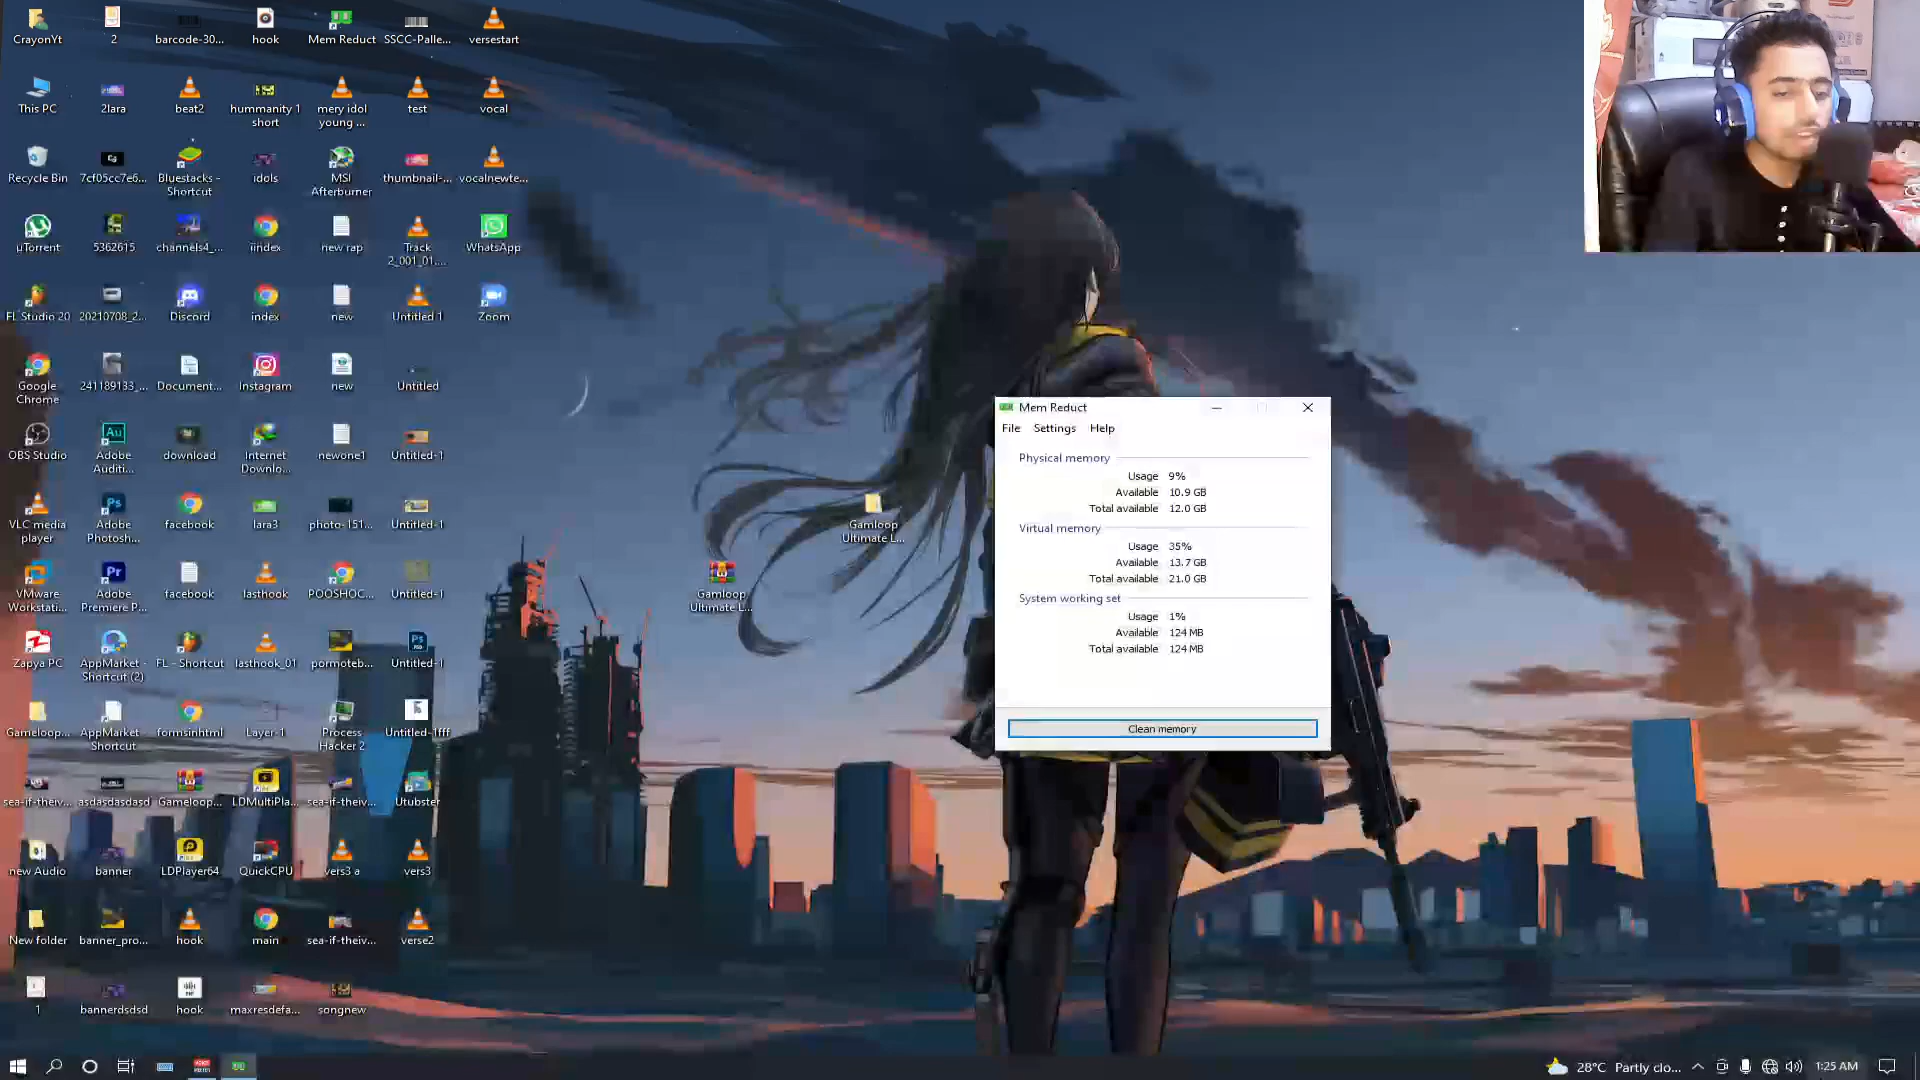 CrayonYt
2
barcode-30...
hook
Mem Reduct
SSCC-Palle...
versestart
This PC
2lara
beat2
hummanity 1
short
mery idol
young ...
test
vocal
Recycle Bin
7cf05cc7e6...
Bluestacks -
Shortcut
idols
MSI
Afterburner
thumbnail-...
vocalnewte...
µTorrent
5362615
channels4_...
iindex
new rap
Track
2_001_01....
WhatsApp
FL Studio 20
20210708_2...
Discord
index
new
Untitled 1
Zoom
Google
Chrome
241189133_...
Document...
Instagram
new
Untitled
OBS Studio
Adobe
Auditi...
download
Internet
Downlo...
newone1
Untitled-1
VLC media
player
Adobe
Photosh...
facebook
lara3
photo-151...
Untitled-1
VMware
Workstati...
Adobe
Premiere P...
facebook
lasthook
POOSHOC...
Untitled-1
Zapya PC
AppMarket -
Shortcut (2)
FL - Shortcut
lasthook_01
pormoteb...
Untitled-1
Gameloop...
AppMarket
Shortcut
formsinhtml
Layer-1
Process
Hacker 2
Untitled-1fff
sea-if-theiv...
asdasdasdasd
Gameloop...
LDMultiPla...
sea-if-theiv...
Utubster
new Audio
banner
LDPlayer64
QuickCPU
vers3 a
vers3
New folder
banner_pro...
hook
main
sea-if-theiv...
verse2
1
bannerdsdsd
hook
maxresdefa...
songnew
Gamloop
Ultimate L...
Gamloop
Ultimate L...
Mem Reduct
File Settings Help
Physical memory
Usage 9%
Available 10.9 GB
Total available 12.0 GB
Virtual memory
Usage 35%
Available 13.7 GB
Total available 21.0 GB
System working set
Usage 1%
Available 124 MB
Total available 124 MB
Clean memory
28°C Partly clo...
1:25 AM